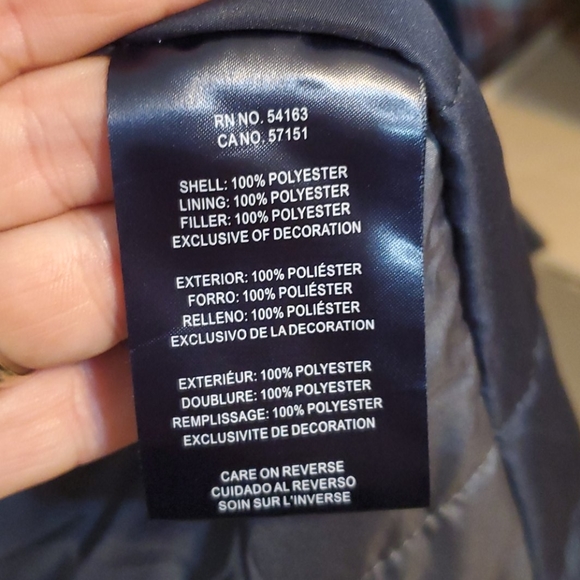 RN NO. 54163
CA NO. 57151
SHELL: 100% POLYESTER
LINING: 100% POLYESTER
FILLER: 100% POLYESTER
EXCLUSIVE OF DECORATION
EXTERIOR: 100% POLIÉSTER
FORRO: 100% POLIÉSTER
RELLENO: 100% POLIÉSTER
EXCLUSIVO DE LA DECORATION
EXTERIÉUR: 100% POLYESTER
DOUBLURE: 100% POLYESTER
REMPLISSAGE: 100% POLYESTER
EXCLUSIVITE DE DECORATION
CARE ON REVERSE
CUIDADO AL REVERSO
SOIN SUR L'INVERSE